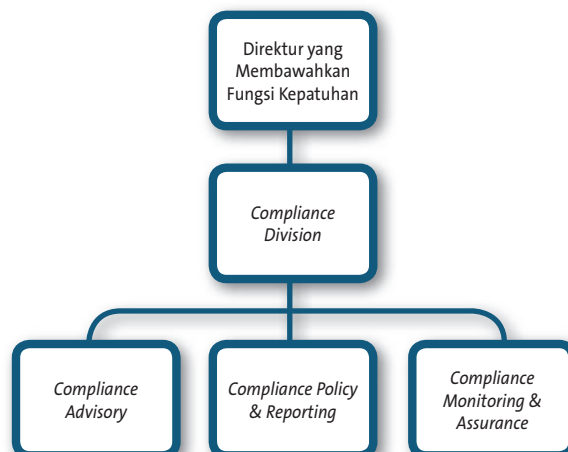 Direktur yang
Membawahkan
Fungsi Kepatuhan
Compliance
Division
Compliance
Advisory
Compliance Policy
& Reporting
Compliance
Monitoring &
Assurance